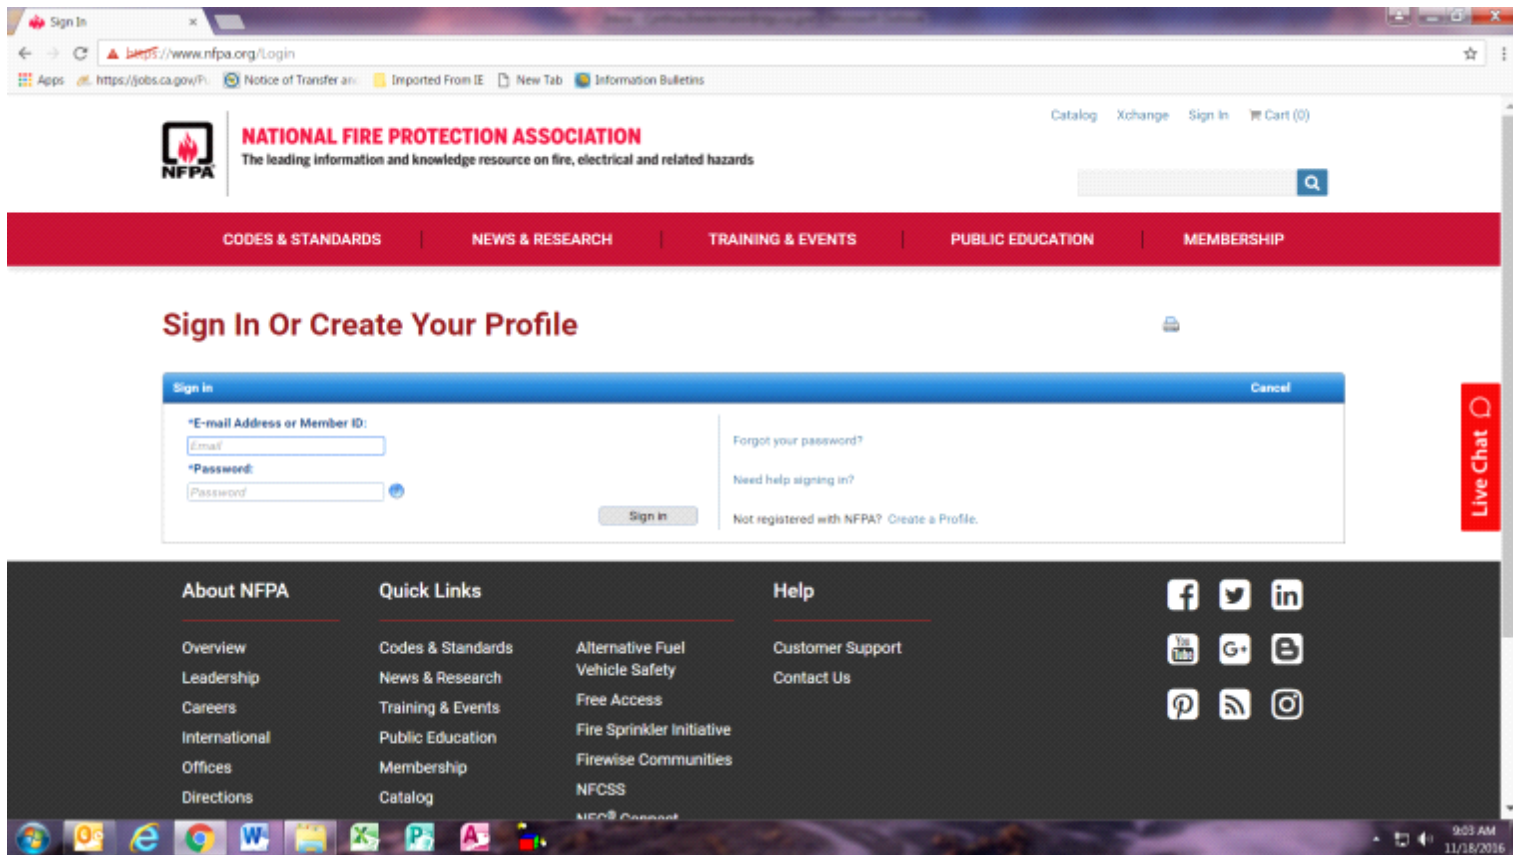 Sign In
https://www.nfpa.org/Login
Apps https://jobs.ca.gov/ Notice of Transfer an Imported From IE New Tab Information Bulletins
Catalog Xchange Sign In Cart (0)
NFPA
NATIONAL FIRE PROTECTION ASSOCIATION
The leading information and knowledge resource on fire, electrical and related hazards
CODES & STANDARDS NEWS & RESEARCH TRAINING & EVENTS PUBLIC EDUCATION MEMBERSHIP
Sign In Or Create Your Profile
Sign in Cancel
*E-mail Address or Member ID:
Email
*Password:
Password
Sign in
Forgot your password?
Need help signing in?
Not registered with NFPA? Create a Profile.
Live Chat
About NFPA
Overview
Leadership
Careers
International
Offices
Directions
Quick Links
Codes & Standards
News & Research
Training & Events
Public Education
Membership
Catalog
Alternative Fuel
Vehicle Safety
Free Access
Fire Sprinkler Initiative
Firewise Communities
NFCSS
Help
Customer Support
Contact Us
You
Tube
G+
9:03 AM
11/18/2016